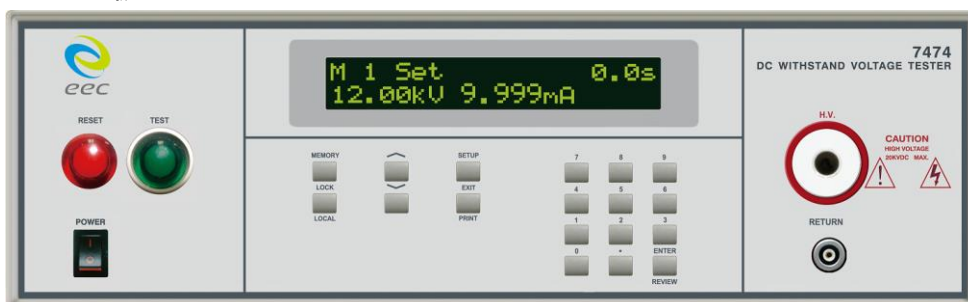 eec
RESET TEST
POWER
M 1 Set 0.0s
12.00kV 9.999mA
MEMORY SETUP
LOCK EXIT
LOCAL PRINT
7 8 9
4 5 6
1 2 3
0 • ENTER
REVIEW
7474
DC WITHSTAND VOLTAGE TESTER
H.V.
CAUTION
HIGH VOLTAGE
20KVDC MAX.
RETURN